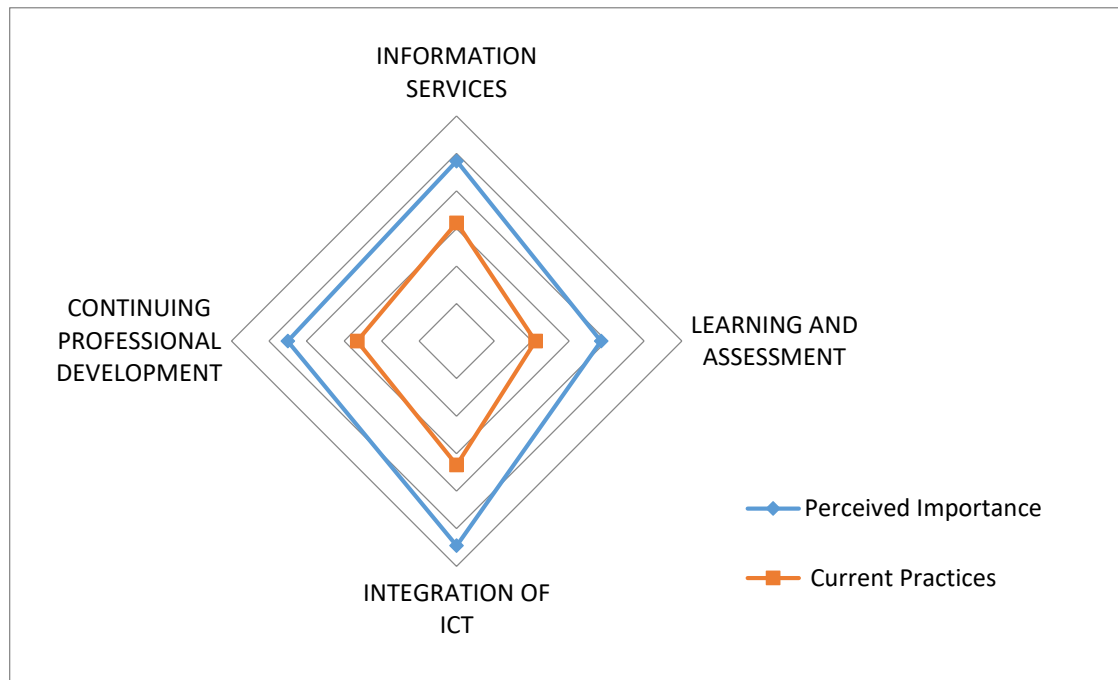 INFORMATION
SERVICES
CONTINUING
PROFESSIONAL
DEVELOPMENT
LEARNING AND
ASSESSMENT
Perceived Importance
Current Practices
INTEGRATION OF
ICT